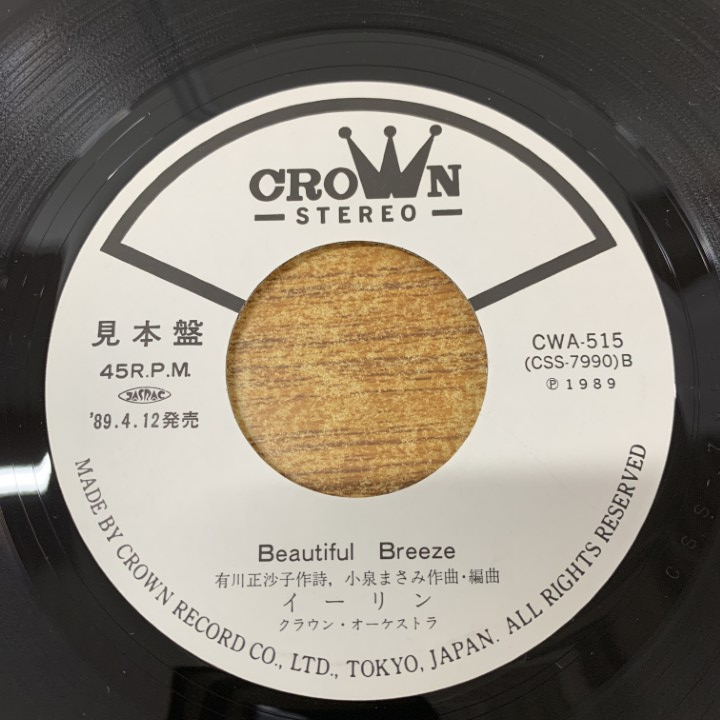 CROWN
STEREO
見本盤
45R.P.M.
JASRAC
'89.4.12発売
CWA-515
(CSS-7990)B
Ⓟ1989
Beautiful Breeze
有川正沙子作詩, 小泉まさみ作曲・編曲
イーリン
クラウン・オーケストラ
MADE BY CROWN RECORD CO., LTD., TOKYO, JAPAN. ALL RIGHTS RESERVED